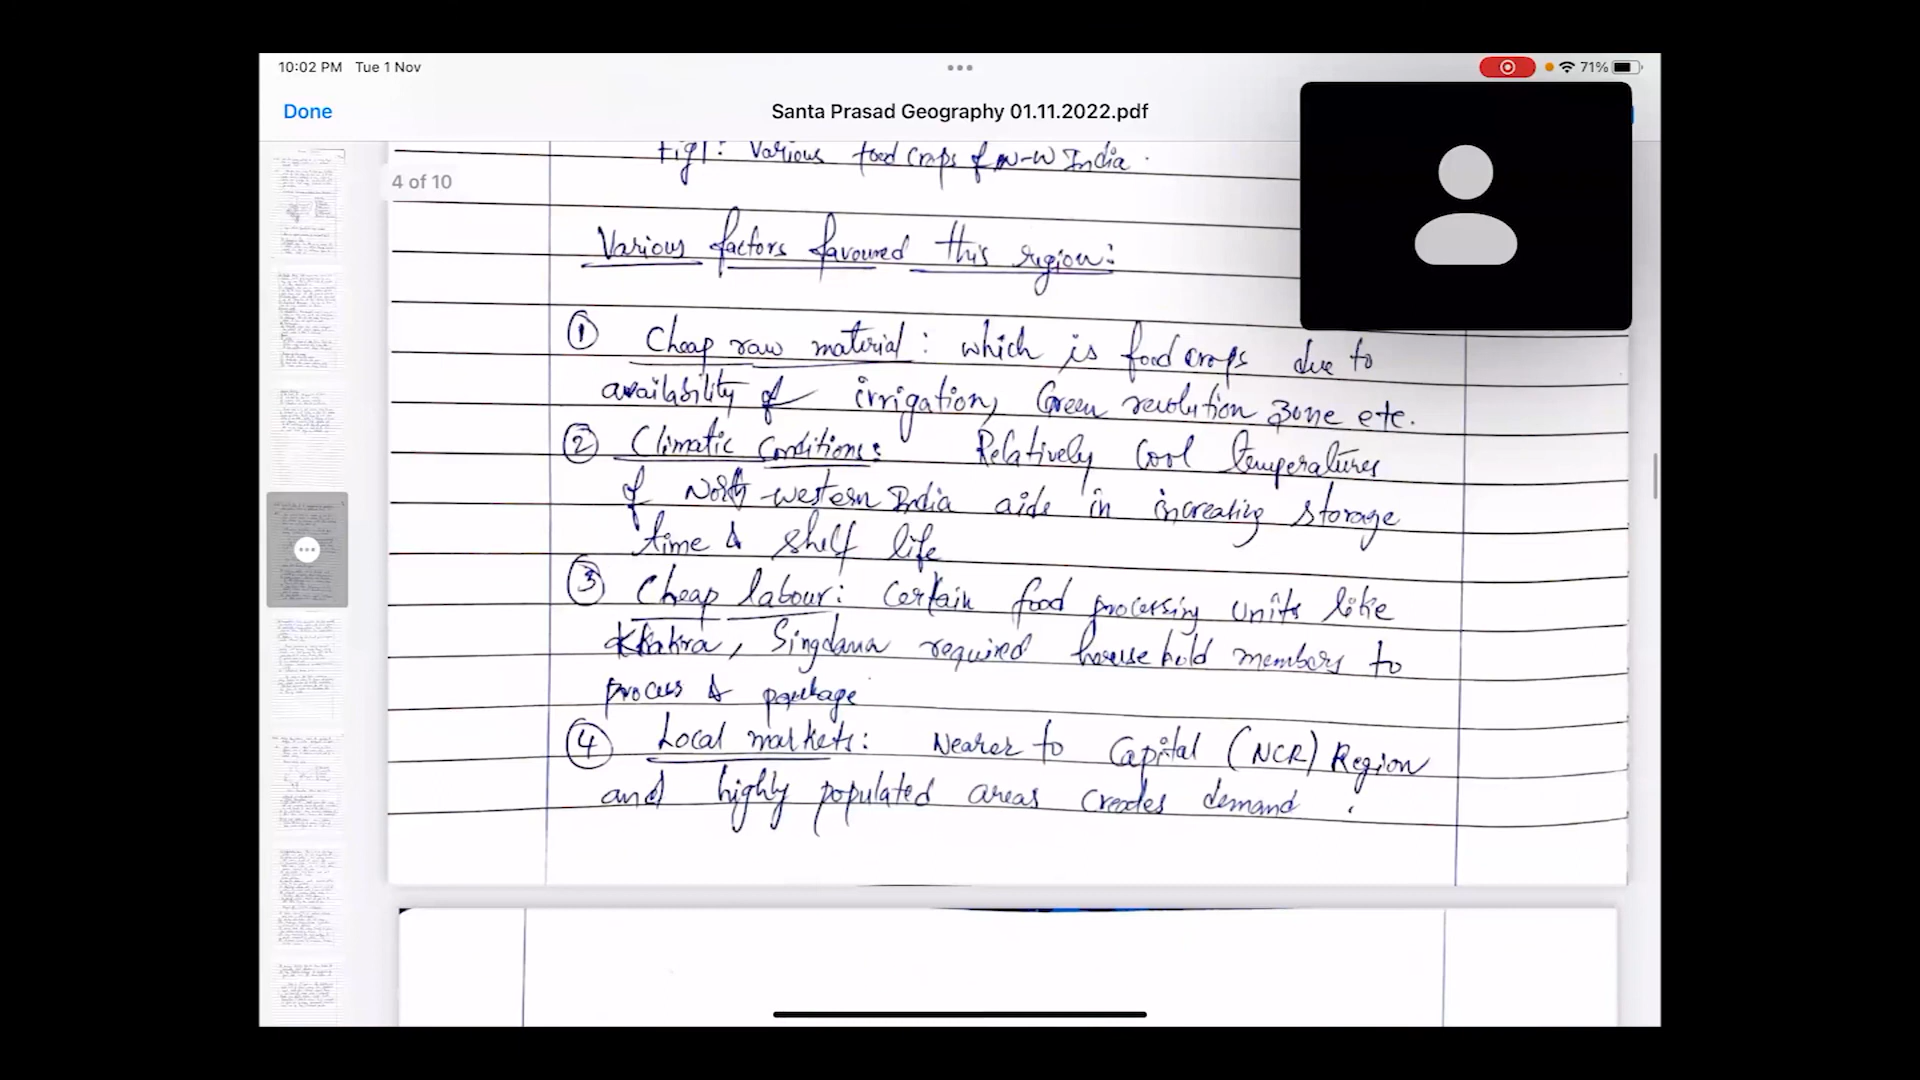 10:02 PM Tue 1 Nov
71%
Done
Santa Prasad Geography 01.11.2022.pdf
4 of 10
Fig1: Various food crops of N-W India.
Various factors favoured this region:
① Cheap raw material: which is food crops due to
availability of irrigation, Green revolution zone etc.
② Climatic Conditions: Relatively cool temperatures
of North-western India aide in increasing storage
time & shelf life
③ Cheap labour: Certain food processing units like
Khakra, Singdana required household members to
process & package
④ Local markets: Nearer to Capital (NCR) Region
and highly populated areas creates demand.